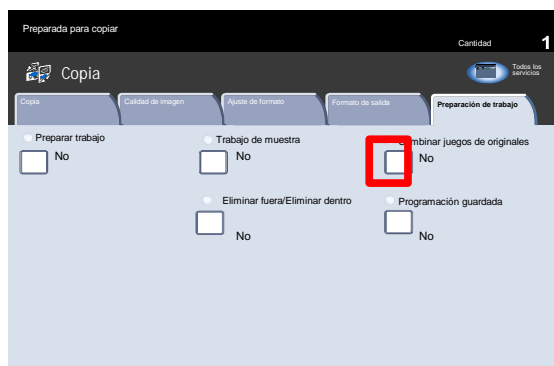 Preparada para copiar
Cantidad 1
Copia
Todos los
servicios
Copia Calidad de imagen Ajuste de formato Formato de salida Preparación de trabajo
Preparar trabajo Trabajo de muestra Combinar juegos de originales
No No No
Eliminar fuera/Eliminar dentro Programación guardada
No No